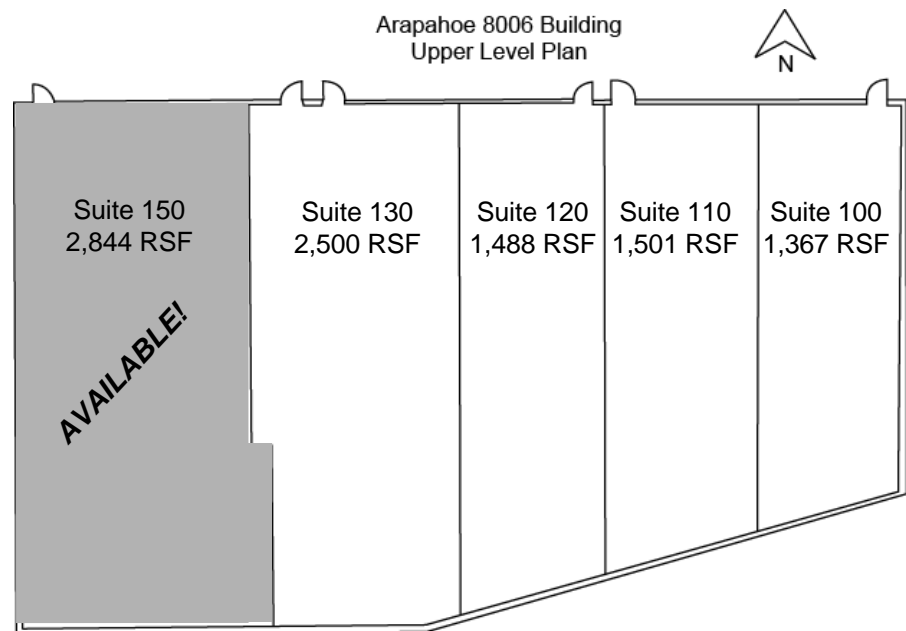 Arapahoe 8006 Building
Upper Level Plan
N
Suite 150
2,844 RSF
Suite 130
2,500 RSF
Suite 120
1,488 RSF
Suite 110
1,501 RSF
Suite 100
1,367 RSF
AVAILABLE!